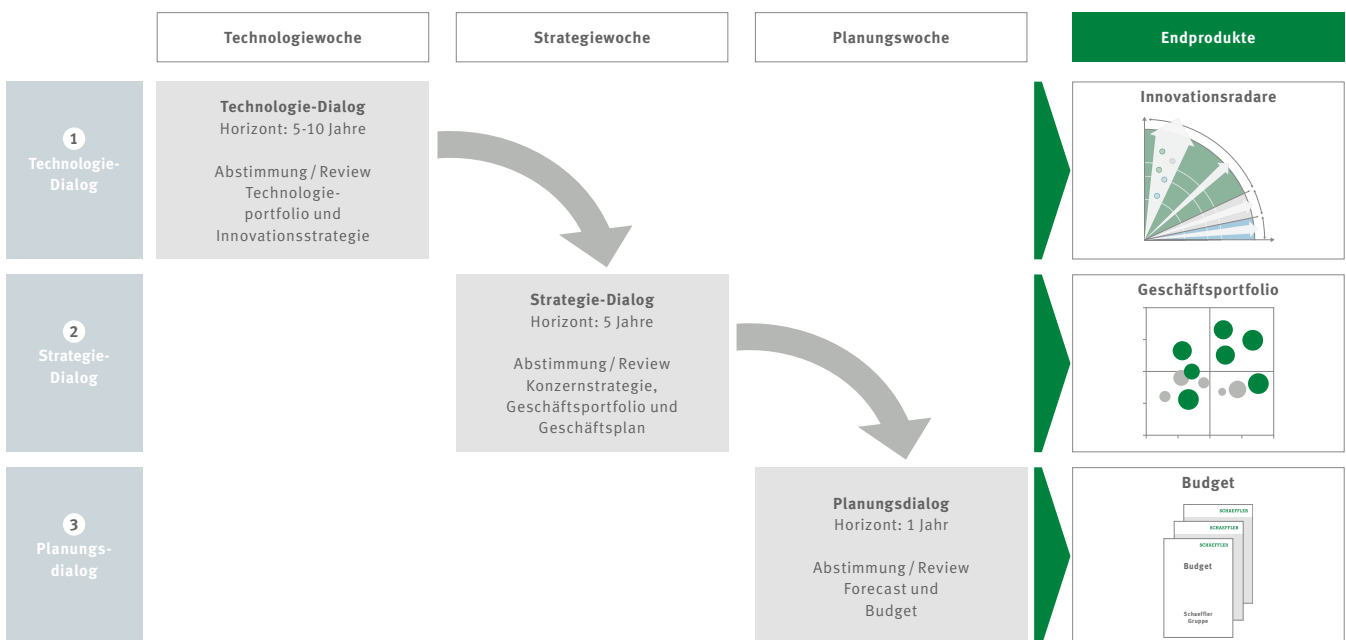 Technologiewoche
Strategiewoche
Planungswoche
Endprodukte
1
Technologie-
Dialog
Technologie-Dialog
Horizont: 5-10 Jahre
Abstimmung / Review
Technologie-
portfolio und
Innovationsstrategie
Innovationsradare
2
Strategie-
Dialog
Strategie-Dialog
Horizont: 5 Jahre
Abstimmung / Review
Konzernstrategie,
Geschäftsportfolio und
Geschäftsplan
Geschäftsportfolio
3
Planungs-
dialog
Planungsdialog
Horizont: 1 Jahr
Abstimmung / Review
Forecast und
Budget
Budget
SCHAEFFLER
SCHAEFFLER
SCHAEFFLER
Budget
Schaeffler
Gruppe